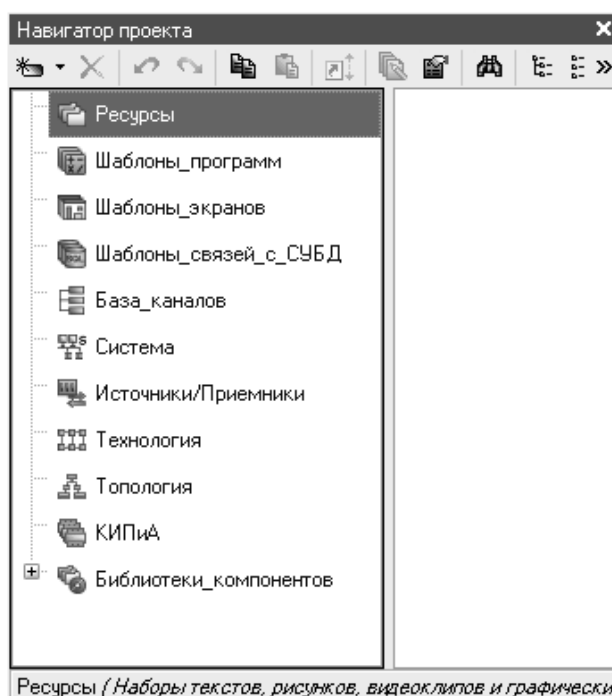 Навигатор проекта
Ресурсы
Шаблоны_программ
Шаблоны_экранов
Шаблоны_связей_с_СУБД
База_каналов
Система
Источники/Приемники
Технология
Топология
КИПиА
Библиотеки_компонентов
Ресурсы (Наборы текстов, рисунков, видеоклипов и графически